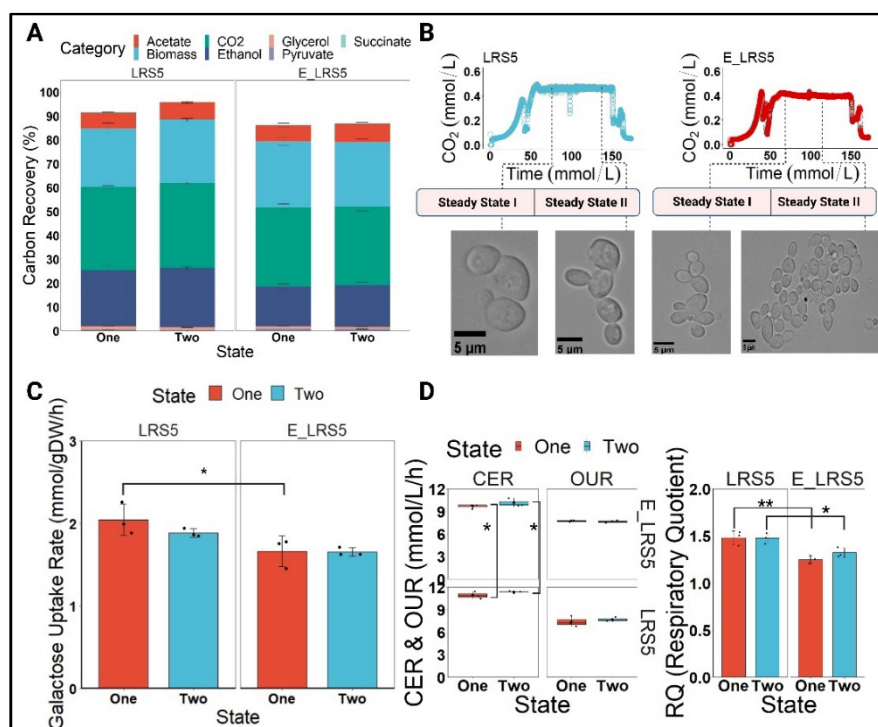 A
Category
Acetate CO2 Glycerol Succinate
Biomass Ethanol Pyruvate
LRS5 E_LRS5
100
90
80
70
60
50
40
30
20
10
0
Carbon Recovery (%)
One Two One Two
State
B
LRS5
0.6
0.4
0.2
0.0
CO2 (mmol/L)
0 50 100 150
Time (mmol/L)
E_LRS5
0.6
0.4
0.2
0.0
CO2 (mmol/L)
0 50 100 150
Time (mmol/L)
Steady State I Steady State II
Steady State I Steady State II
5 µm
5 µm
5 µm
5 µm
C
State One Two
LRS5 E_LRS5
3
2
1
0
Galactose Uptake Rate (mmol/gDW/h)
*
One Two One Two
State
D
State One Two
CER OUR
12
9
6
3
0
12
9
6
3
0
CER & OUR (mmol/L/h)
* *
E_LRS5
LRS5
One Two One Two
State
LRS5 E_LRS5
2.0
1.5
1.0
0.5
0.0
RQ (Respiratory Quotient)
**
*
One Two One Two
State